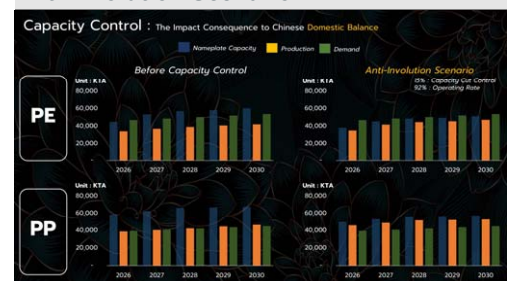 Capacity Control : The Impact Consequence to Chinese Domestic Balance
Nameplate Capacity Production Demand
Before Capacity Control
Anti-Involution Scenario
15% : Capacity Cut Control
92% : Operating Rate
PE
Unit : KTA
80,000
60,000
40,000
20,000
-
2026 2027 2028 2029 2030
Unit : KTA
80,000
60,000
40,000
20,000
-
2026 2027 2028 2029 2030
PP
Unit : KTA
80,000
60,000
40,000
20,000
-
2026 2027 2028 2029 2030
Unit : KTA
80,000
60,000
40,000
20,000
-
2026 2027 2028 2029 2030